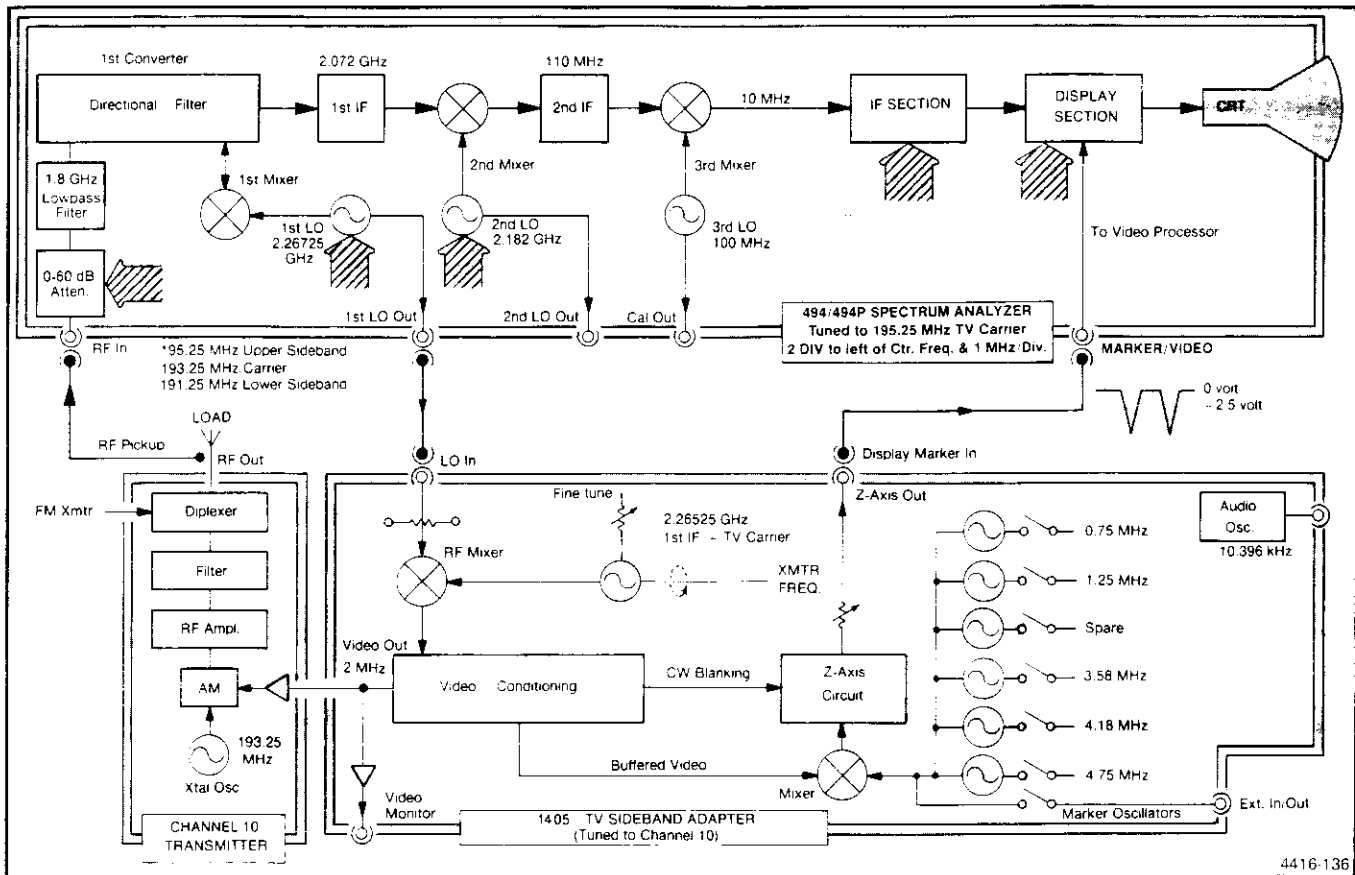 1st Converter
Directional Filter
2.072 GHz
1st IF
110 MHz
2nd IF
10 MHz
IF SECTION
DISPLAY
SECTION
CRT
1.8 GHz
Lowpass
Filter
1st Mixer
2nd Mixer
3rd Mixer
1st LO
2.26725
GHz
2nd LO
2.182 GHz
3rd LO
100 MHz
To Video Processor
0-60 dB
Atten.
1st LO Out
2nd LO Out
Cal Out
494/494P SPECTRUM ANALYZER
Tuned to 195.25 MHz TV Carrier
2 DIV to left of Ctr. Freq. & 1 MHz/Div.
RF In
*95.25 MHz Upper Sideband
193.25 MHz Carrier
191.25 MHz Lower Sideband
MARKER/VIDEO
0 volt
- 2.5 volt
LOAD
RF Pickup
RF Out
LO In
Display Marker In
Z-Axis Out
FM Xmtr
Diplexer
Filter
RF Ampl.
AM
193.25
MHz
Xtal Osc
CHANNEL 10
TRANSMITTER
Fine tune
2.26525 GHz
1st IF - TV Carrier
RF Mixer
XMTR
FREQ.
Audio
Osc.
10.396 kHz
0.75 MHz
1.25 MHz
Spare
3.58 MHz
4.18 MHz
4.75 MHz
Video Out
2 MHz
Video Conditioning
CW Blanking
Z-Axis
Circuit
Buffered Video
Mixer
Video
Monitor
1405 TV SIDEBAND ADAPTER
(Tuned to Channel 10)
Marker Oscillators
Ext. In/Out
4416-136